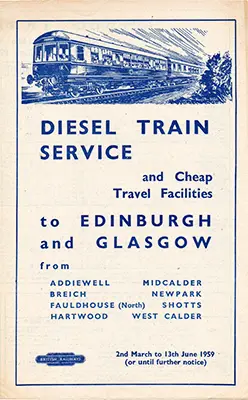 DIESEL TRAIN
SERVICE
and Cheap
Travel Facilities
to EDINBURGH
and GLASGOW
from
ADDIEWELL MIDCALDER
BREICH NEWPARK
FAULDHOUSE (North) SHOTTS
HARTWOOD WEST CALDER
BRITISH RAILWAYS
2nd March to 13th June 1959
(or until further notice)